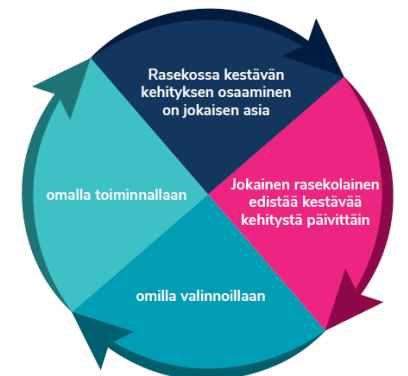 Rasekossa kestävän
kehityksen osaaminen
on jokaisen asia
Jokainen rasekolainen
edistää kestävää
kehitystä päivittäin
omilla valinnoillaan
omalla toiminnallaan